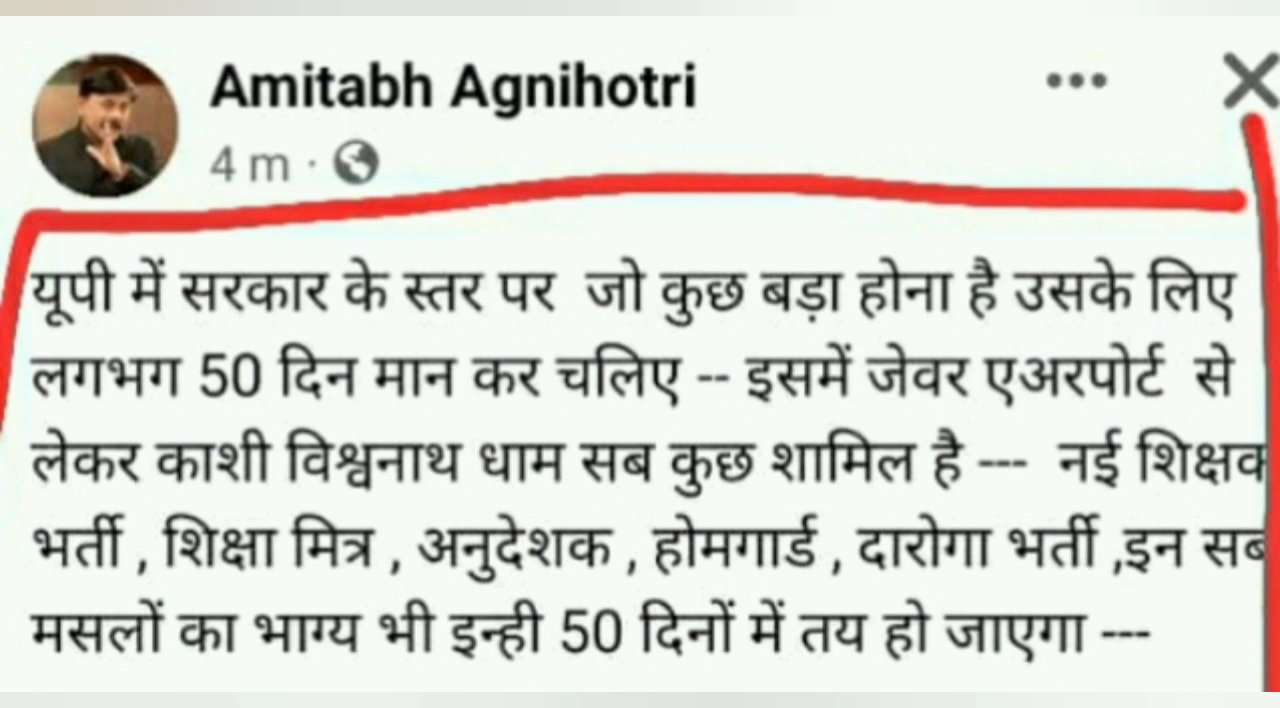 Amitabh Agnihotri
4 m ·
यूपी में सरकार के स्तर पर जो कुछ बड़ा होना है उसके लिए
लगभग 50 दिन मान कर चलिए -- इसमें जेवर एअरपोर्ट से
लेकर काशी विश्वनाथ धाम सब कुछ शामिल है --- नई शिक्षक
भर्ती , शिक्षा मित्र , अनुदेशक , होमगार्ड , दारोगा भर्ती ,इन सब
मसलों का भाग्य भी इन्ही 50 दिनों में तय हो जाएगा ---